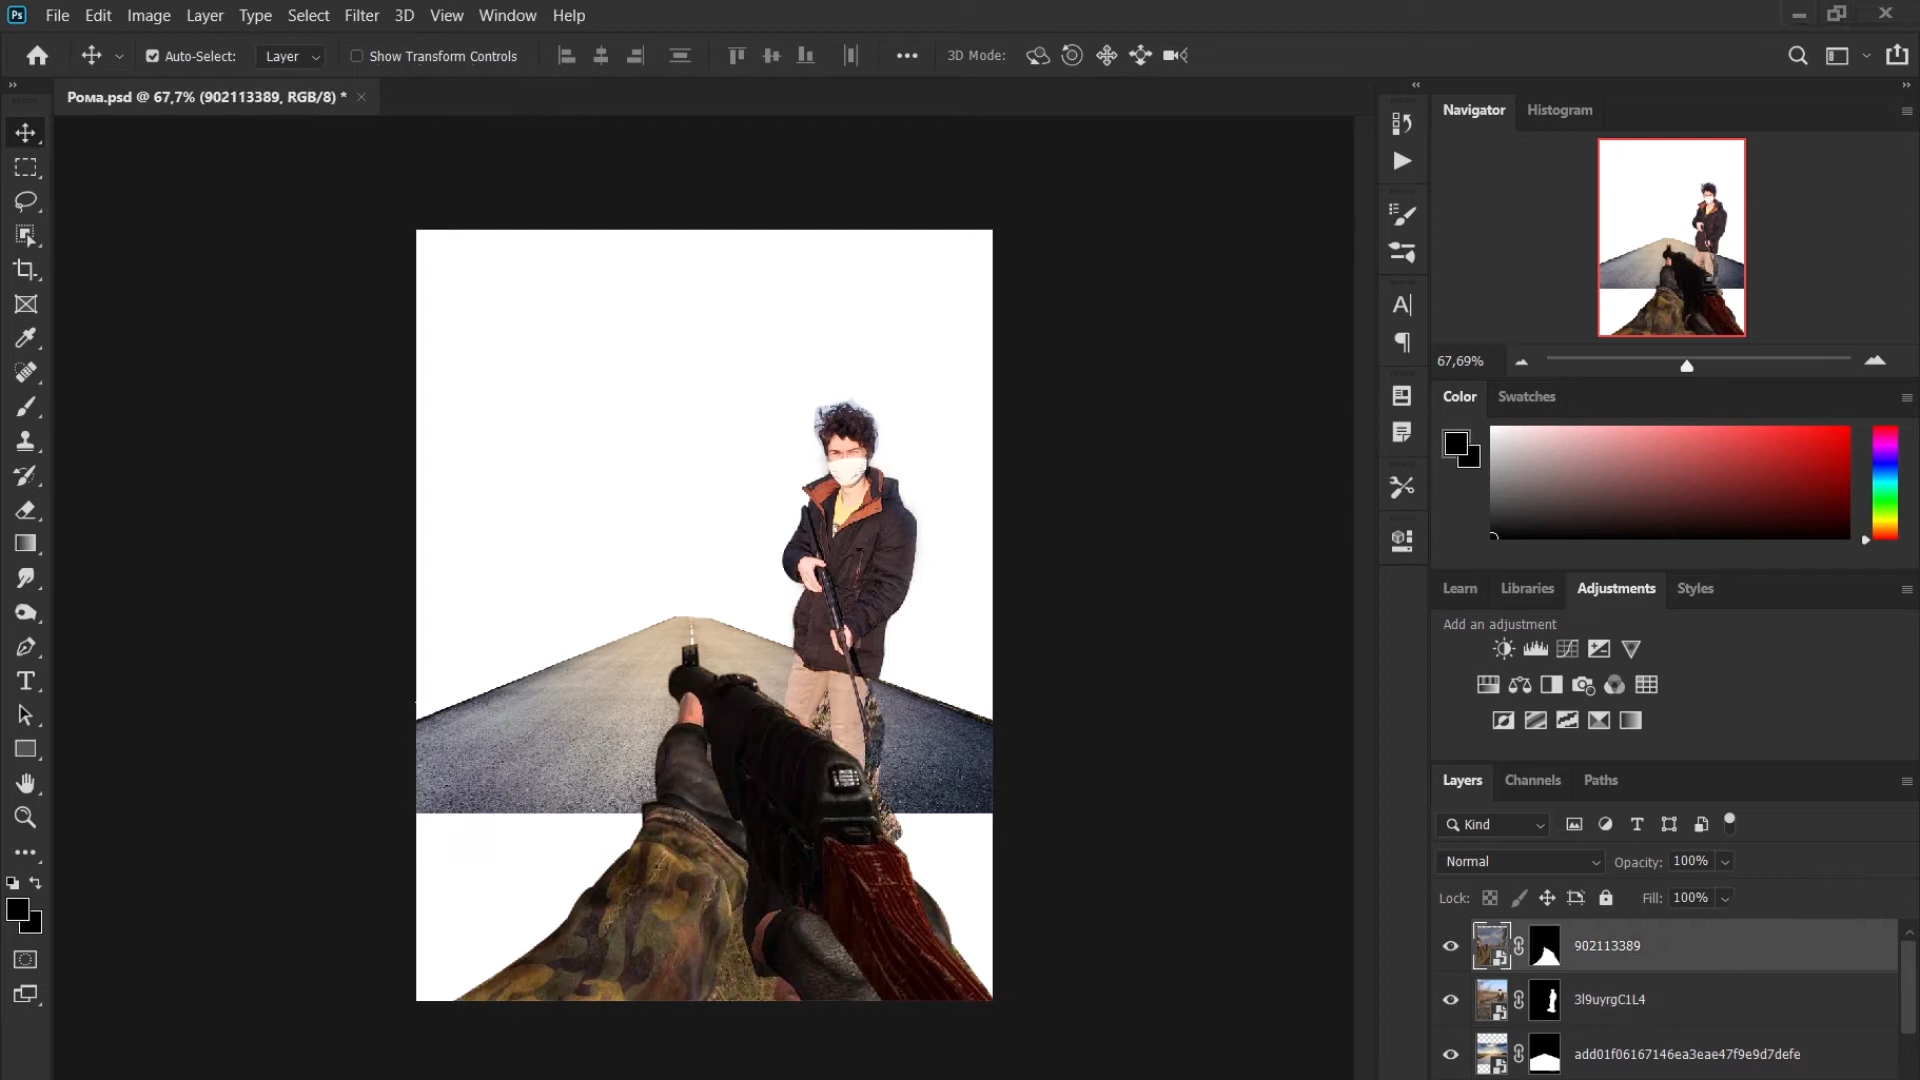 Ps File Edit Image Layer Type Select Filter 3D View Window Help
Auto-Select: Layer Show Transform Controls 3D Mode:
Рома.psd @ 67,7% (902113389, RGB/8) *
Navigator Histogram
67,69%
Color Swatches
Learn Libraries Adjustments Styles
Add an adjustment
Layers Channels Paths
Kind
Normal Opacity: 100%
Lock: Fill: 100%
902113389
3l9uyrgC1L4
add01f06167146ea3eae47f9e9d7defe